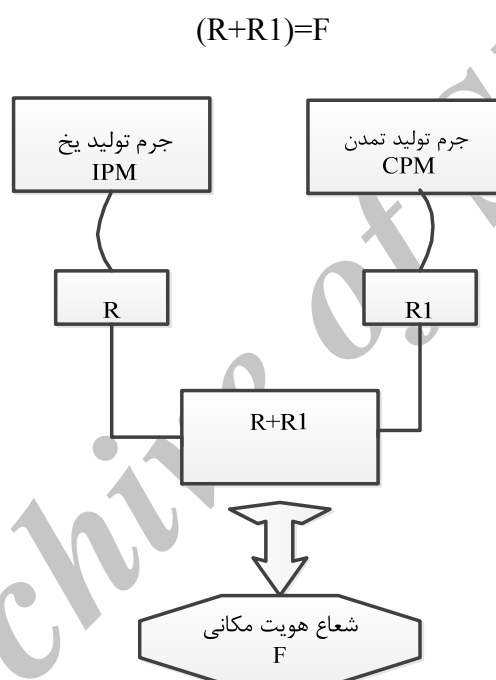 (R+R1)=F
جرم تولید یخ
IPM
جرم تولید تمدن
CPM
R
R1
R+R1
شعاع هویت مکانی
F